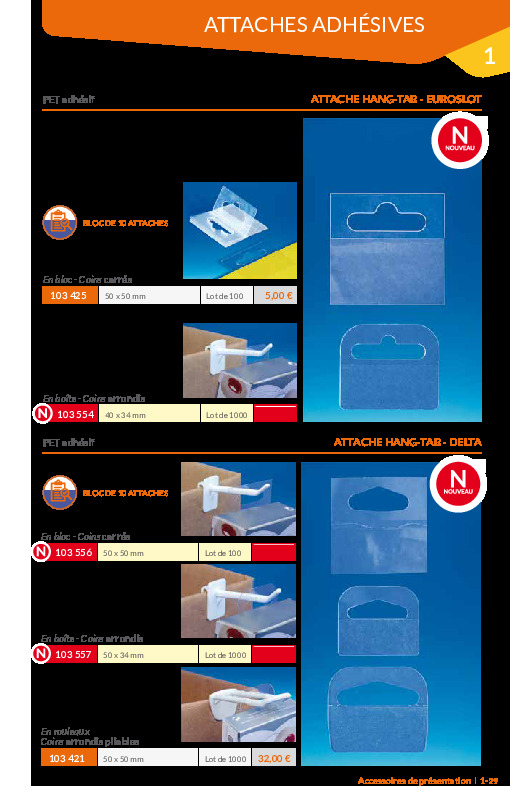 ATTACHES ADHÉSIVES
1
PET adhésif
ATTACHE HANG-TAB - EUROSLOT
N
NOUVEAU
BLOC DE 10 ATTACHES
En bloc - Coins carrés
103 425 50 x 50 mm Lot de 100 5,00 €
En boîte - Coins arrondis
N 103 554 40 x 34 mm Lot de 1000
PET adhésif
ATTACHE HANG-TAB - DELTA
N
NOUVEAU
BLOC DE 10 ATTACHES
En bloc - Coins carrés
N 103 556 50 x 50 mm Lot de 100
En boîte - Coins arrondis
N 103 557 50 x 34 mm Lot de 1000
En rouleaux
Coins arrondis pliables
103 421 50 x 50 mm Lot de 1000 32,00 €
Accessoires de présentation | 1-29